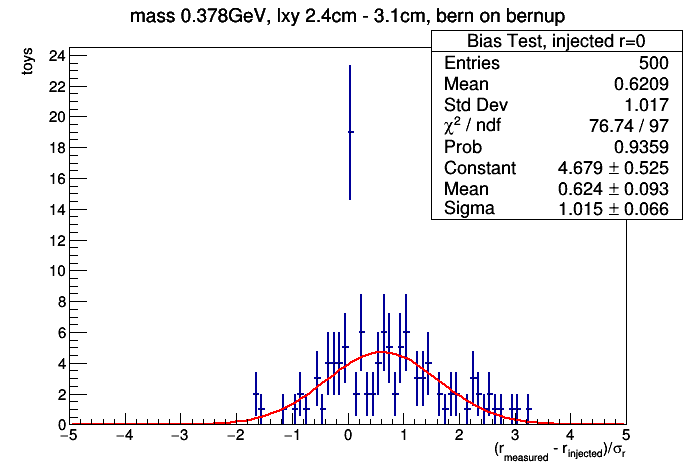 mass 0.378GeV, lxy 2.4cm - 3.1cm, bern on bernup
toys
Bias Test, injected r=0
Entries 500
Mean 0.6209
Std Dev 1.017
χ² / ndf 76.74 / 97
Prob 0.9359
Constant 4.679 ± 0.525
Mean 0.624 ± 0.093
Sigma 1.015 ± 0.066
24
22
20
18
16
14
12
10
8
6
4
2
0
−5 −4 −3 −2 −1 0 1 2 3 4 5
(r_measured - r_injected)/σ_r